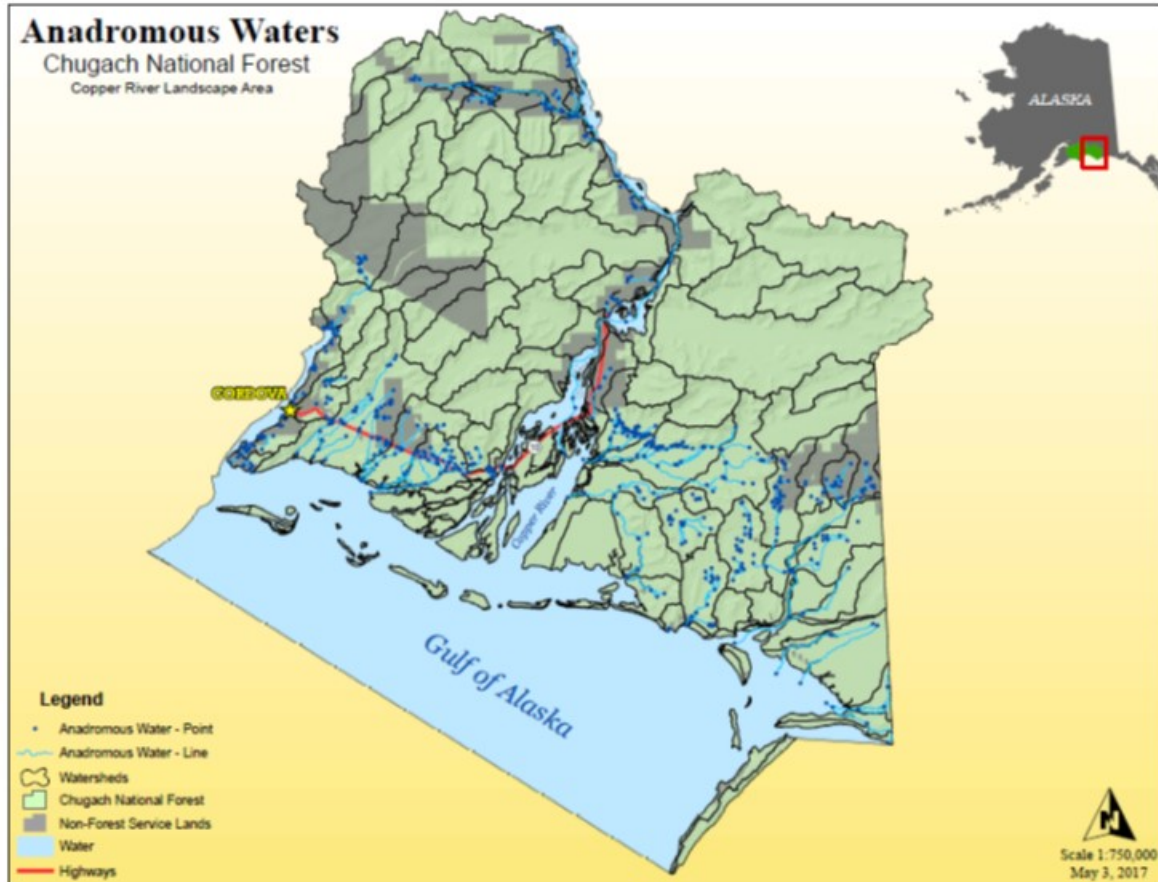 Anadromous Waters
Chugach National Forest
Copper River Landscape Area
ALASKA
CORDOVA
Copper River
Gulf of Alaska
Legend
Anadromous Water - Point
Anadromous Water - Line
Watersheds
Chugach National Forest
Non-Forest Service Lands
Water
Highways
N
Scale 1:750,000
May 3, 2017